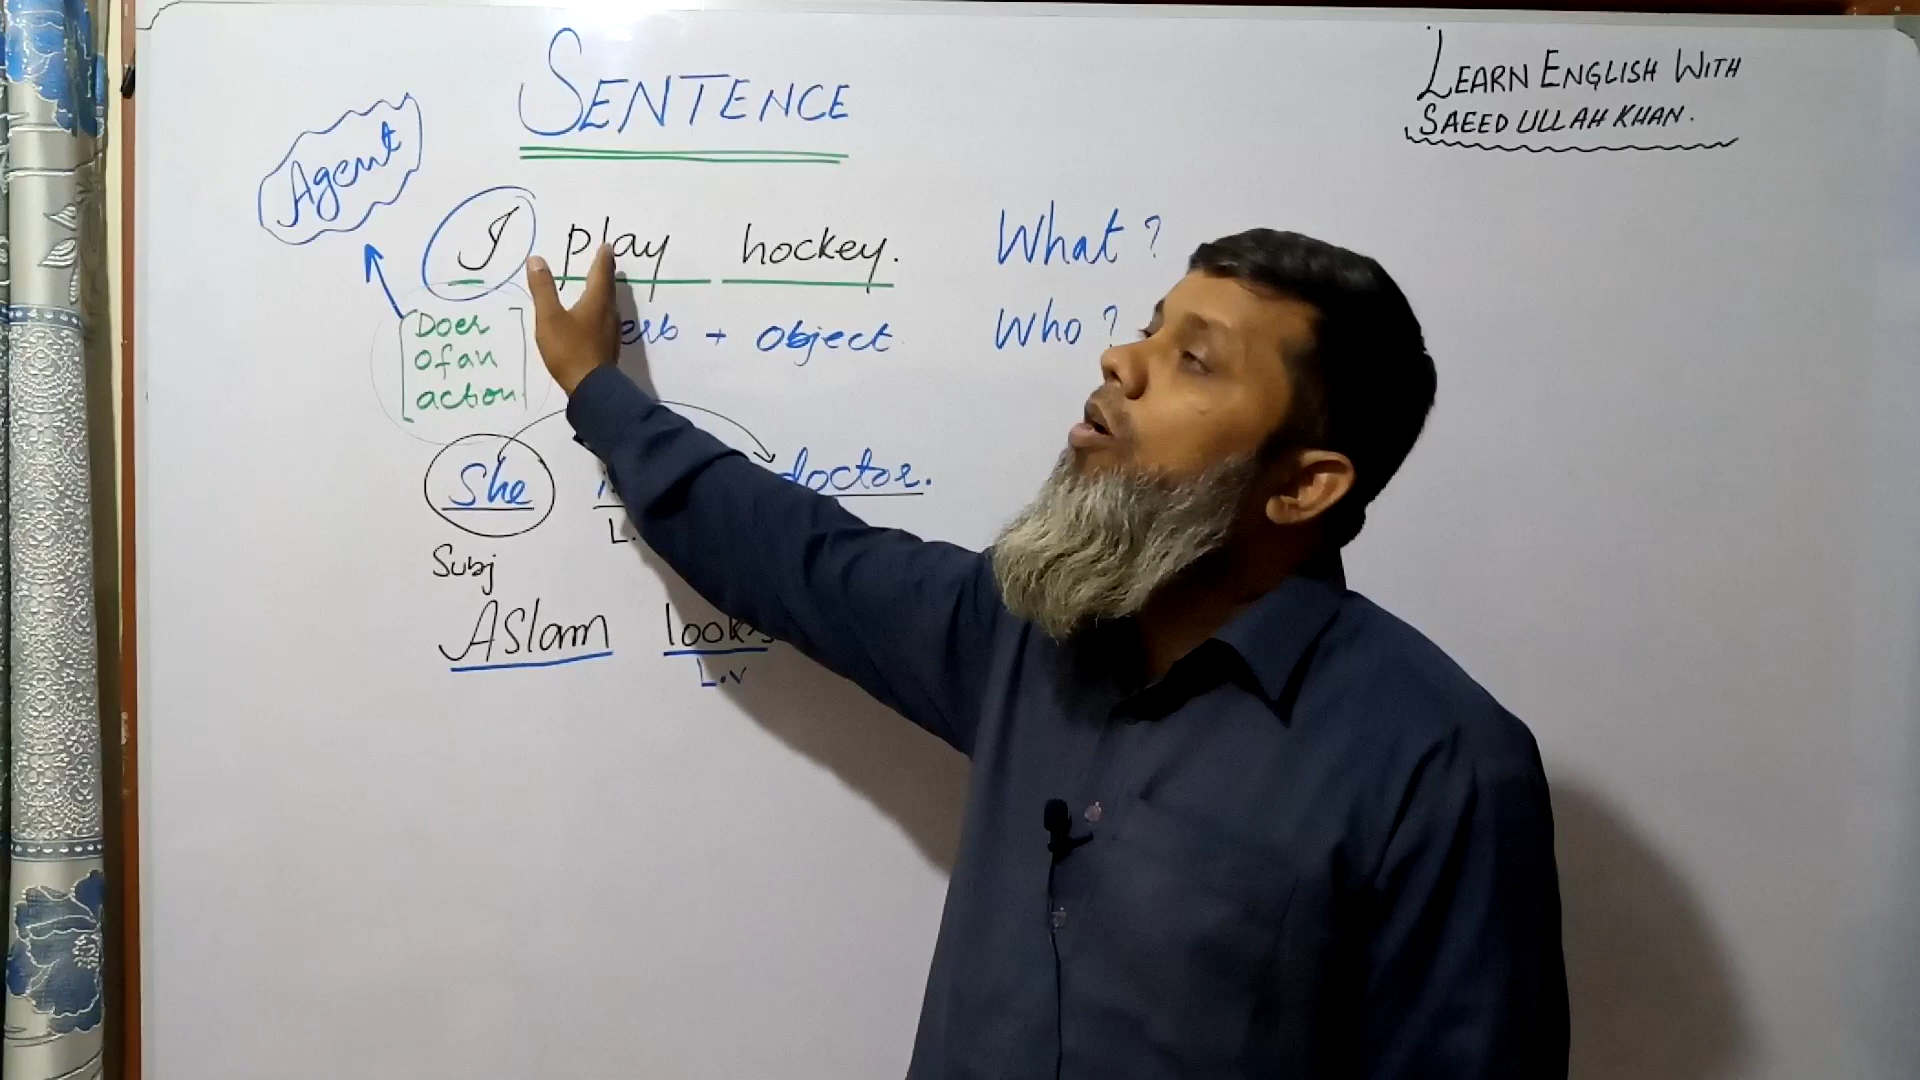 SENTENCE
LEARN ENGLISH WITH
SAEED ULLAH KHAN.
Agent
I play hockey. What?
Doer
of an
action
+ object Who?
She doctor.
Subj
Aslam looks
L.V